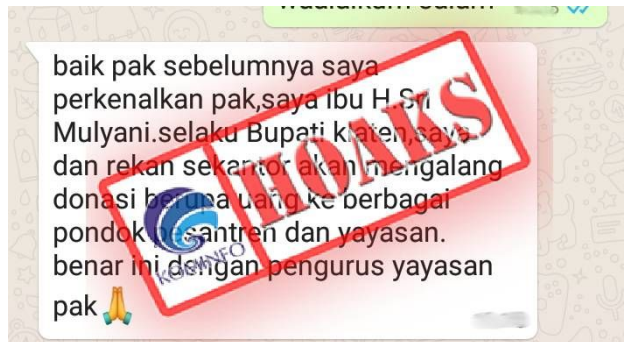 baik pak sebelumnya saya
perkenalkan pak,saya ibu H.Sri
Mulyani.selaku Bupati klaten,saya
dan rekan sekantor akan mengalang
donasi berupa uang ke berbagai
pondok pesantren dan yayasan.
benar ini dengan pengurus yayasan
pak🙏
HOAKS
KOMINFO